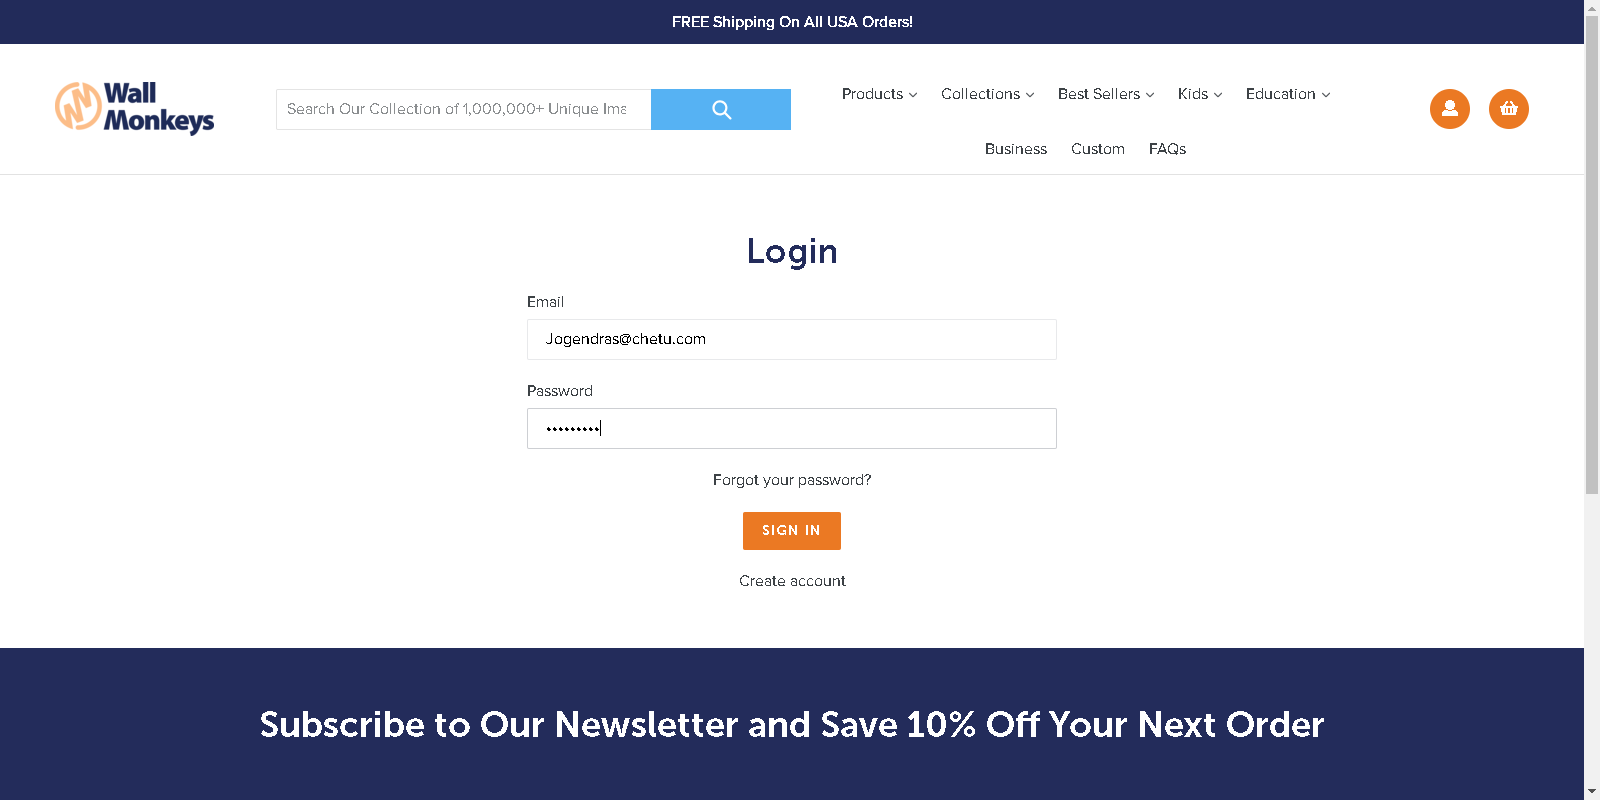 FREE Shipping On All USA Orders!
Wall
Monkeys
Search Our Collection of 1,000,000+ Unique Ima
Products
Collections
Best Sellers
Kids
Education
Business
Custom
FAQs
Login
Email
Jogendras@chetu.com
Password
•••••••••
Forgot your password?
SIGN IN
Create account
Subscribe to Our Newsletter and Save 10% Off Your Next Order